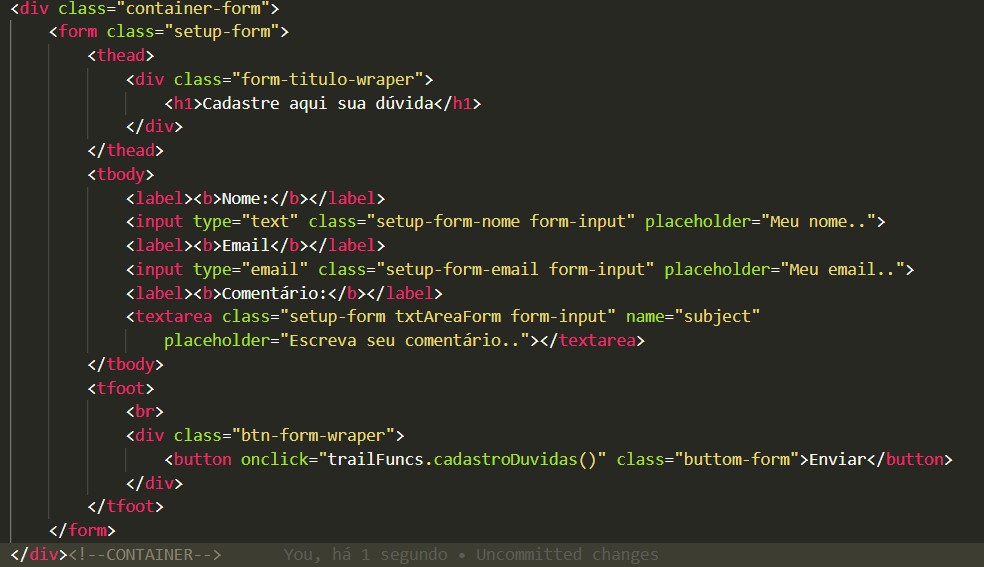 <div class="container-form">
<form class="setup-form">
<thead>
<div class="form-titulo-wraper">
<h1>Cadastre aqui sua dúvida</h1>
</div>
</thead>
<tbody>
<label><b>Nome:</b></label>
<input type="text" class="setup-form-nome form-input" placeholder="Meu nome..">
<label><b>Email</b></label>
<input type="email" class="setup-form-email form-input" placeholder="Meu email..">
<label><b>Comentário:</b></label>
<textarea class="setup-form txtAreaForm form-input" name="subject"
placeholder="Escreva seu comentário.."></textarea>
</tbody>
<tfoot>
<br>
<div class="btn-form-wraper">
<button onclick="trailFuncs.cadastroDuvidas()" class="buttom-form">Enviar</button>
</div>
</tfoot>
</form>
</div><!--CONTAINER--> You, há 1 segundo • Uncommitted changes